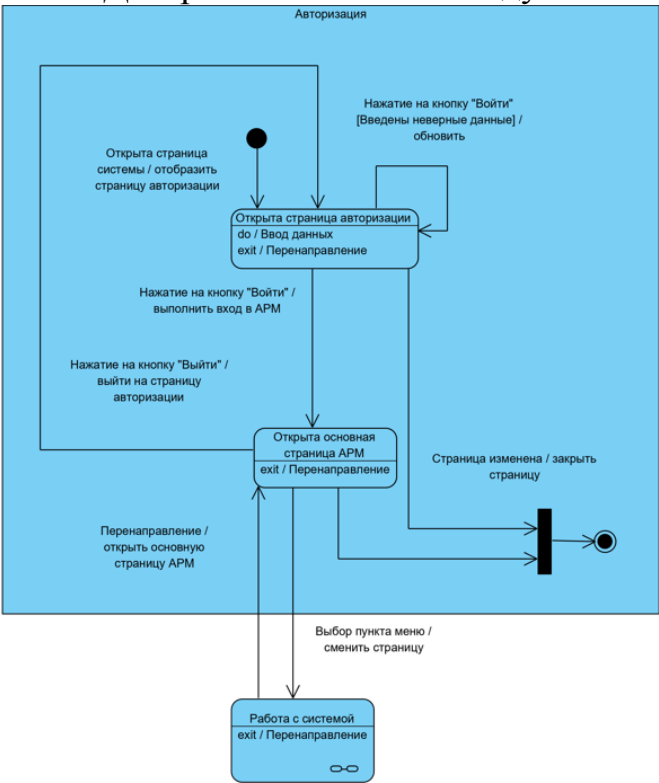 Авторизация
Нажатие на кнопку "Войти"
[Введены неверные данные] /
обновить
Открыта страница
системы / отобразить
страницу авторизации
Открыта страница авторизации
do / Ввод данных
exit / Перенаправление
Нажатие на кнопку "Войти" /
выполнить вход в АРМ
Нажатие на кнопку "Выйти" /
выйти на страницу
авторизации
Открыта основная
страница АРМ
exit / Перенаправление
Страница изменена / закрыть
страницу
Перенаправление /
открыть основную
страницу АРМ
Выбор пункта меню /
сменить страницу
Работа с системой
exit / Перенаправление